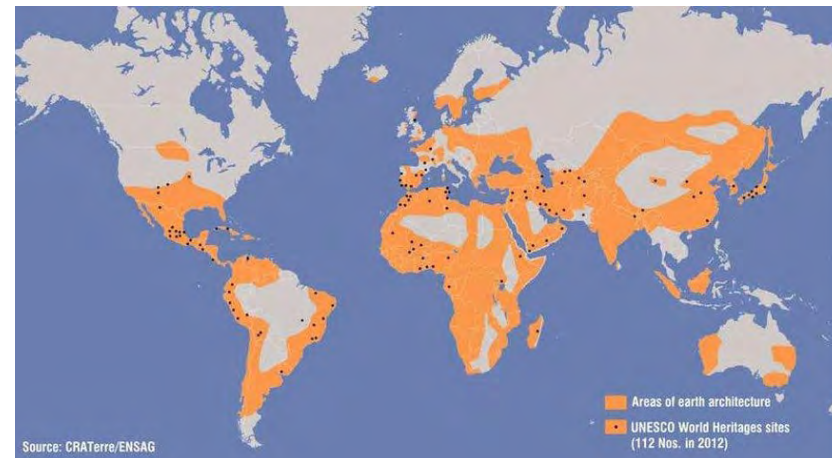 Areas of earth architecture
UNESCO World Heritages sites
(112 Nos. in 2012)
Source: CRATerre/ENSAG